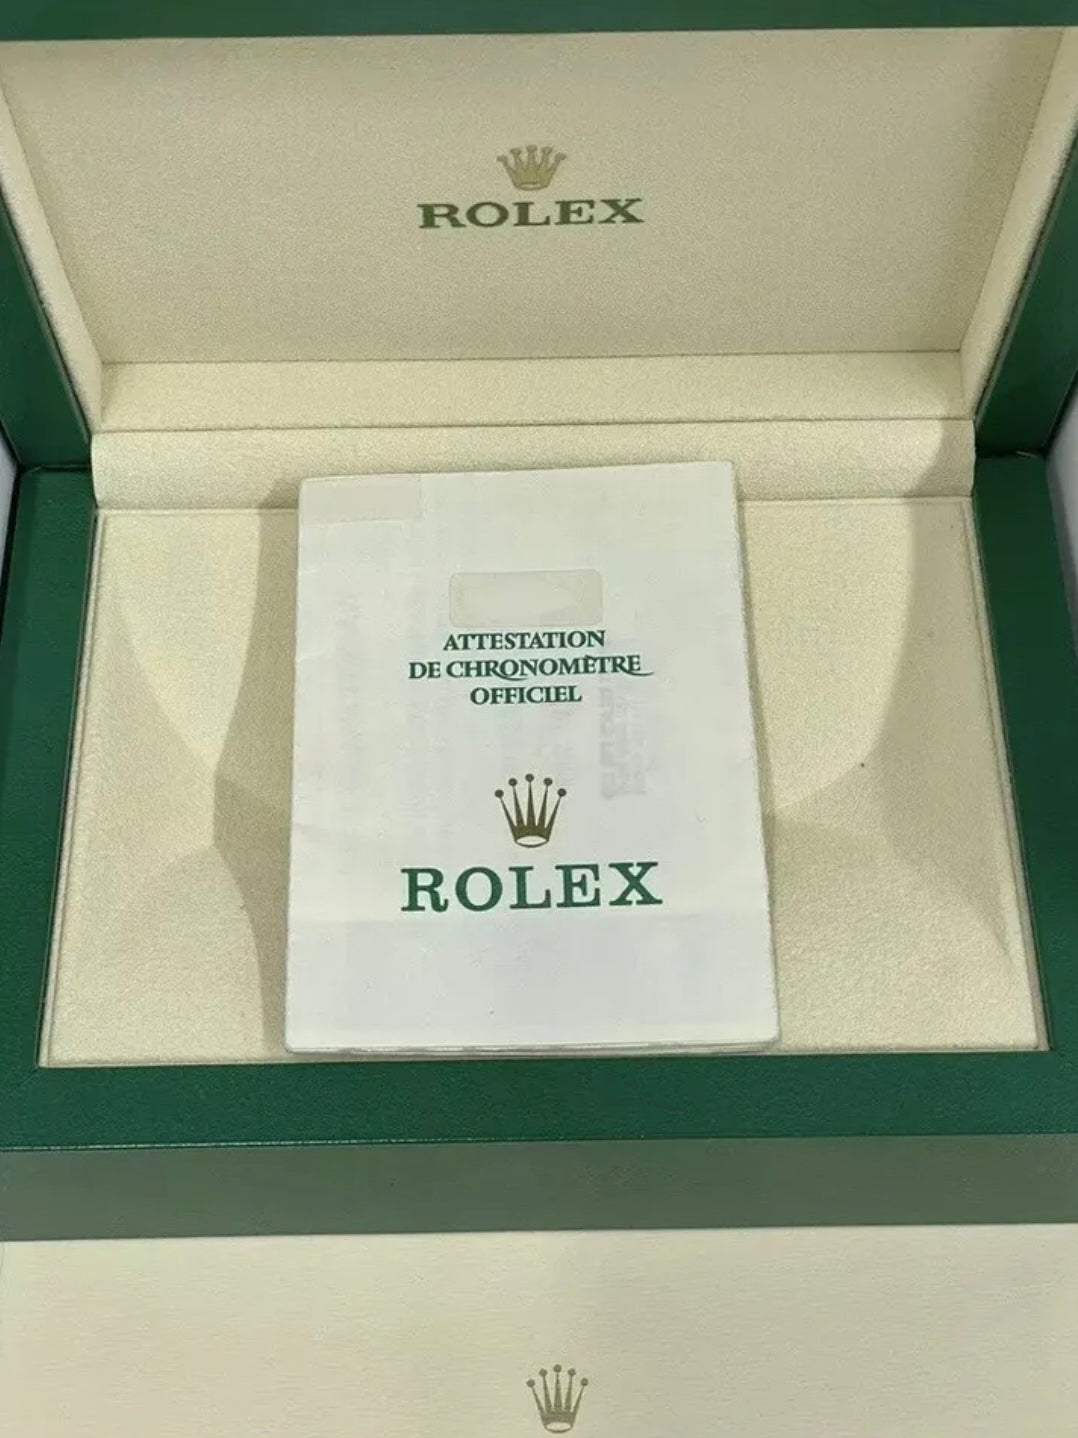 ROLEX
ATTESTATION
DE CHRONOMÈTRE
OFFICIEL
ROLEX